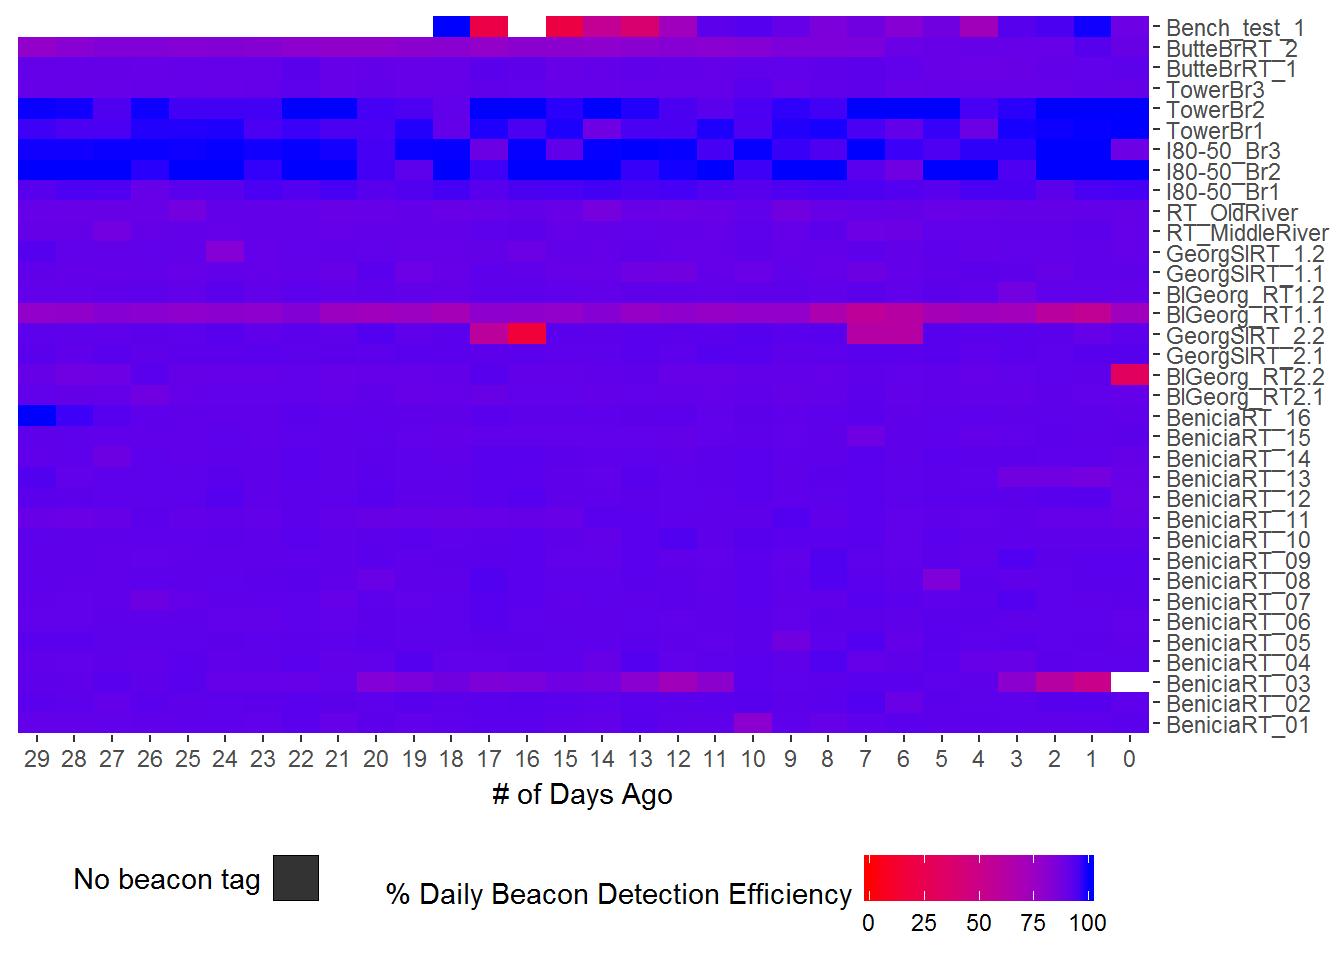 Bench_test_1
ButteBrRT_2
ButteBrRT_1
TowerBr3
TowerBr2
TowerBr1
I80-50_Br3
I80-50_Br2
I80-50_Br1
RT_OldRiver
RT_MiddleRiver
GeorgSlRT_1.2
GeorgSlRT_1.1
BlGeorg_RT1.2
BlGeorg_RT1.1
GeorgSlRT_2.2
GeorgSlRT_2.1
BlGeorg_RT2.2
BlGeorg_RT2.1
BeniciaRT_16
BeniciaRT_15
BeniciaRT_14
BeniciaRT_13
BeniciaRT_12
BeniciaRT_11
BeniciaRT_10
BeniciaRT_09
BeniciaRT_08
BeniciaRT_07
BeniciaRT_06
BeniciaRT_05
BeniciaRT_04
BeniciaRT_03
BeniciaRT_02
BeniciaRT_01
29 28 27 26 25 24 23 22 21 20 19 18 17 16 15 14 13 12 11 10 9 8 7 6 5 4 3 2 1 0
# of Days Ago
No beacon tag
% Daily Beacon Detection Efficiency
0 25 50 75 100